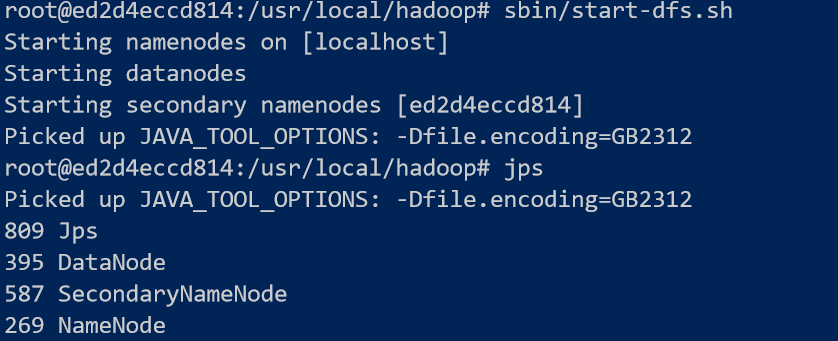 root@ed2d4eccd814:/usr/local/hadoop# sbin/start-dfs.sh
Starting namenodes on [localhost]
Starting datanodes
Starting secondary namenodes [ed2d4eccd814]
Picked up JAVA_TOOL_OPTIONS: -Dfile.encoding=GB2312
root@ed2d4eccd814:/usr/local/hadoop# jps
Picked up JAVA_TOOL_OPTIONS: -Dfile.encoding=GB2312
809 Jps
395 DataNode
587 SecondaryNameNode
269 NameNode